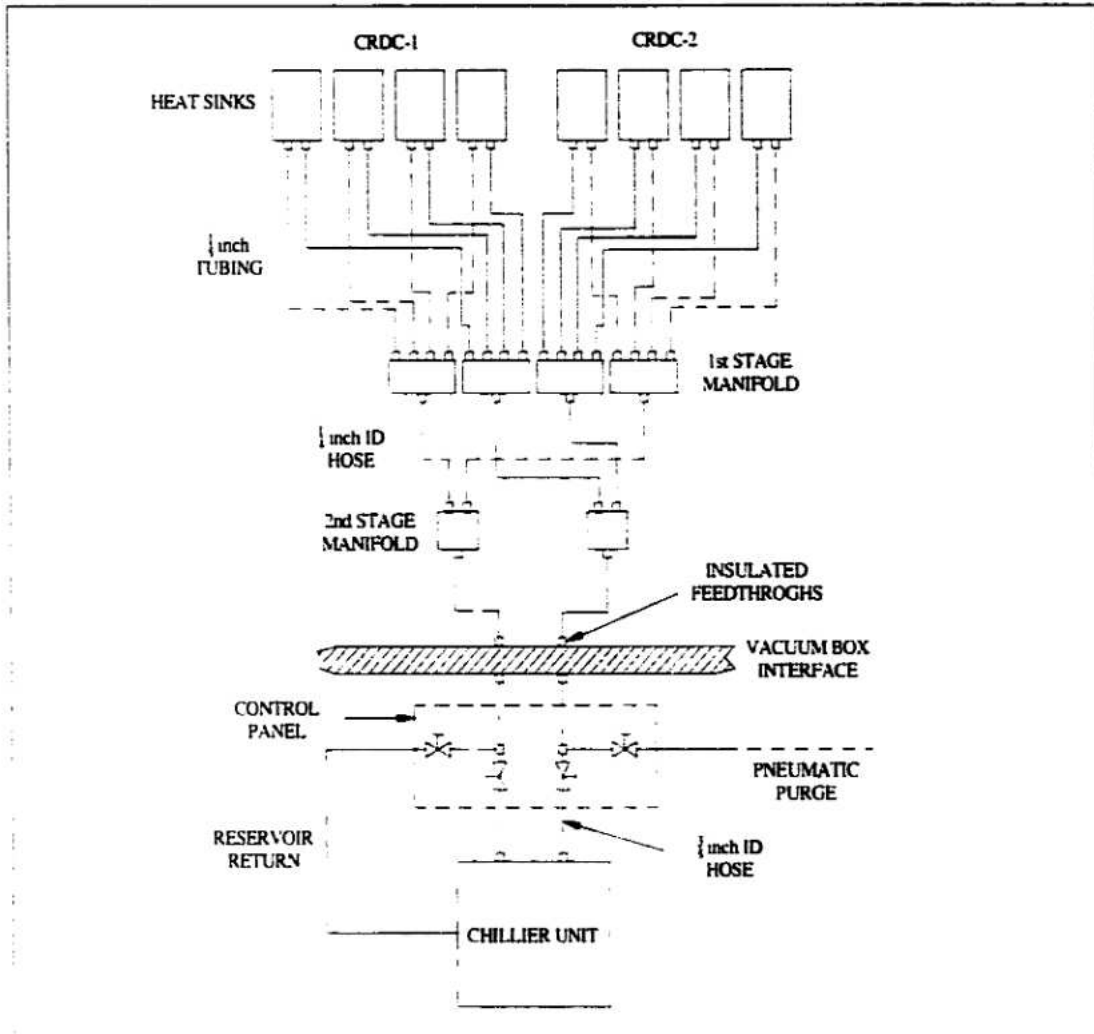 CRDC-1
CRDC-2
HEAT SINKS
inch
TUBING
1st STAGE
MANIFOLD
inch ID
HOSE
2nd STAGE
MANIFOLD
INSULATED
FEEDTHROGHS
VACUUM BOX
INTERFACE
CONTROL
PANEL
PNEUMATIC
PURGE
RESERVOIR
RETURN
inch ID
HOSE
CHILLIER UNIT